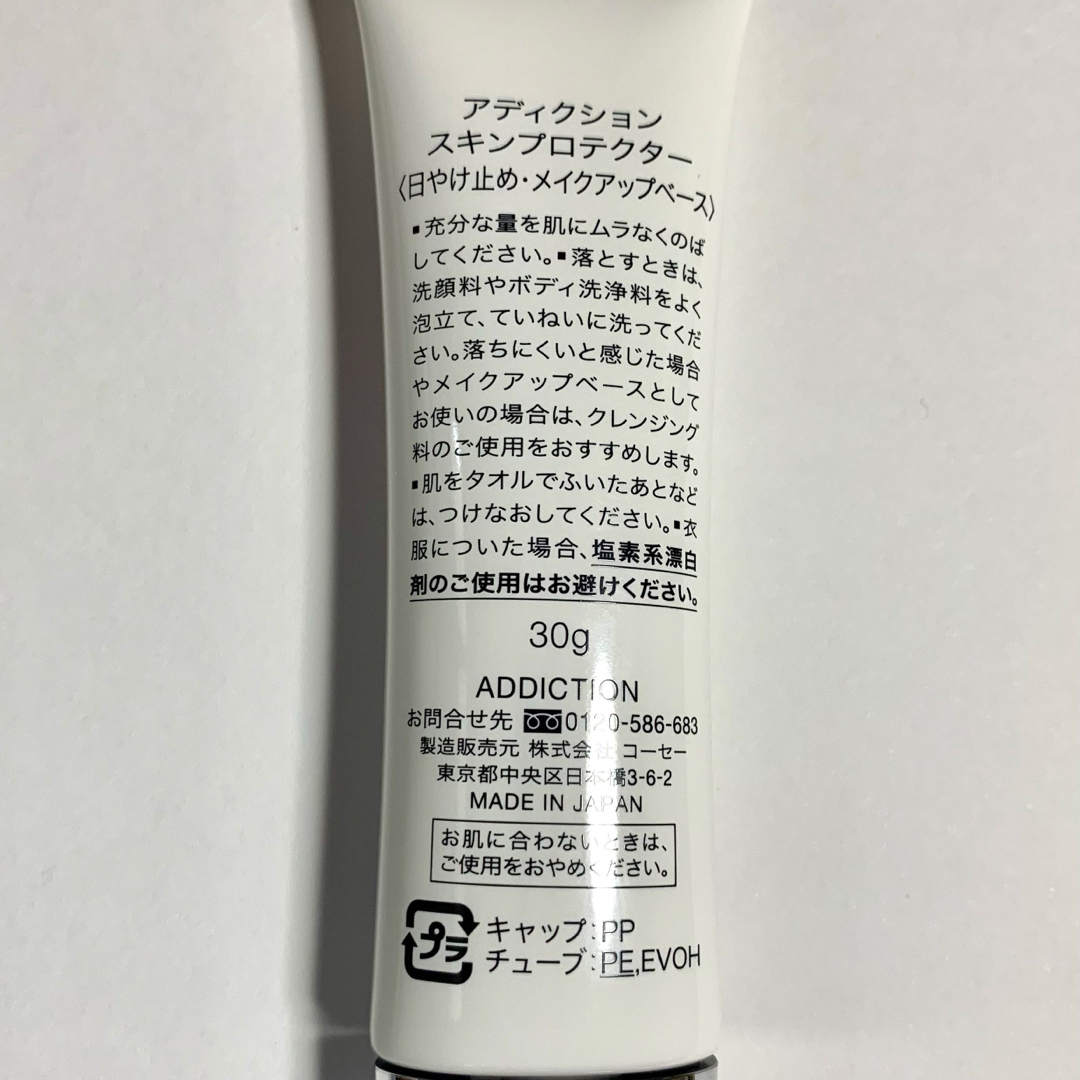 アディクション
スキンプロテクター
〈日やけ止め・メイクアップベース〉
▪充分な量を肌にムラなくのば
してください。▪落とすときは、
洗顔料やボディ洗浄料をよく
泡立て、ていねいに洗ってくだ
さい。落ちにくいと感じた場合
やメイクアップベースとして
お使いの場合は、クレンジング
料のご使用をおすすめします。
▪肌をタオルでふいたあとなど
は、つけなおしてください。▪衣
服についた場合、塩素系漂白
剤のご使用はお避けください。
30g
ADDICTION
お問合せ先 0120-586-683
製造販売元 株式会社 コーセー
東京都中央区日本橋3-6-2
MADE IN JAPAN
お肌に合わないときは、
ご使用をおやめください。
プラ キャップ:PP
チューブ:PE,EVOH